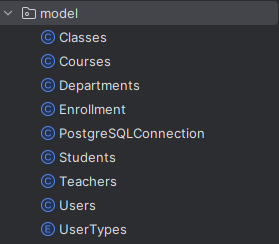 model
C Classes
C Courses
C Departments
C Enrollment
C PostgreSQLConnection
C Students
C Teachers
C Users
E UserTypes